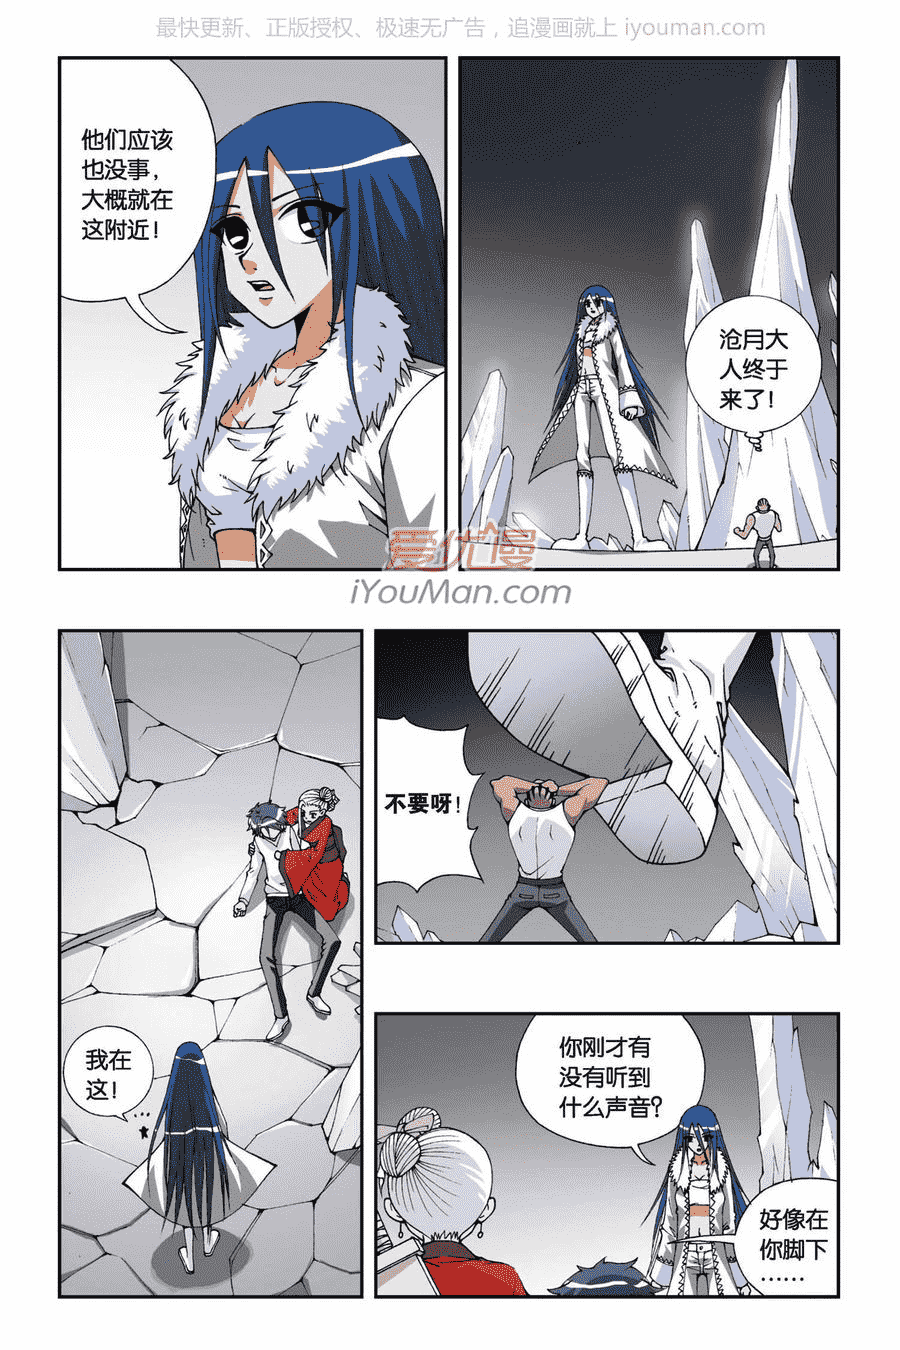 最快更新、正版授权、极速无广告，追漫画就上 iyouman.com
他们应该
也没事，
大概就在
这附近！
沧月大
人终于
来了！
爱优漫
iYouMan.com
不要呀！
我在
这！
你刚才有
没有听到
什么声音？
好像在
你脚下
……